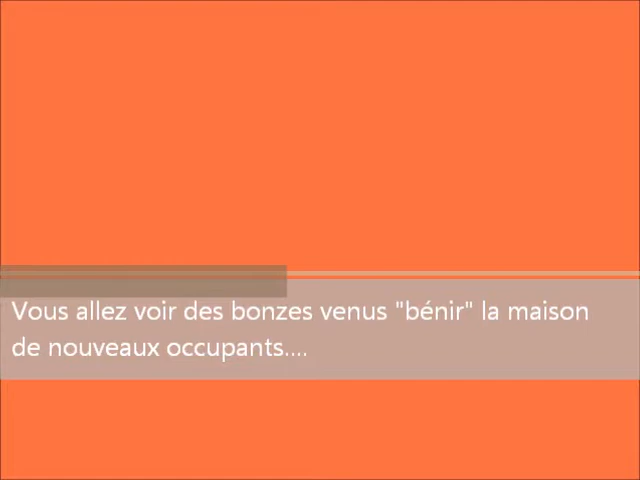 Vous allez voir des bonzes venus "bénir" la maison
de nouveaux occupants....